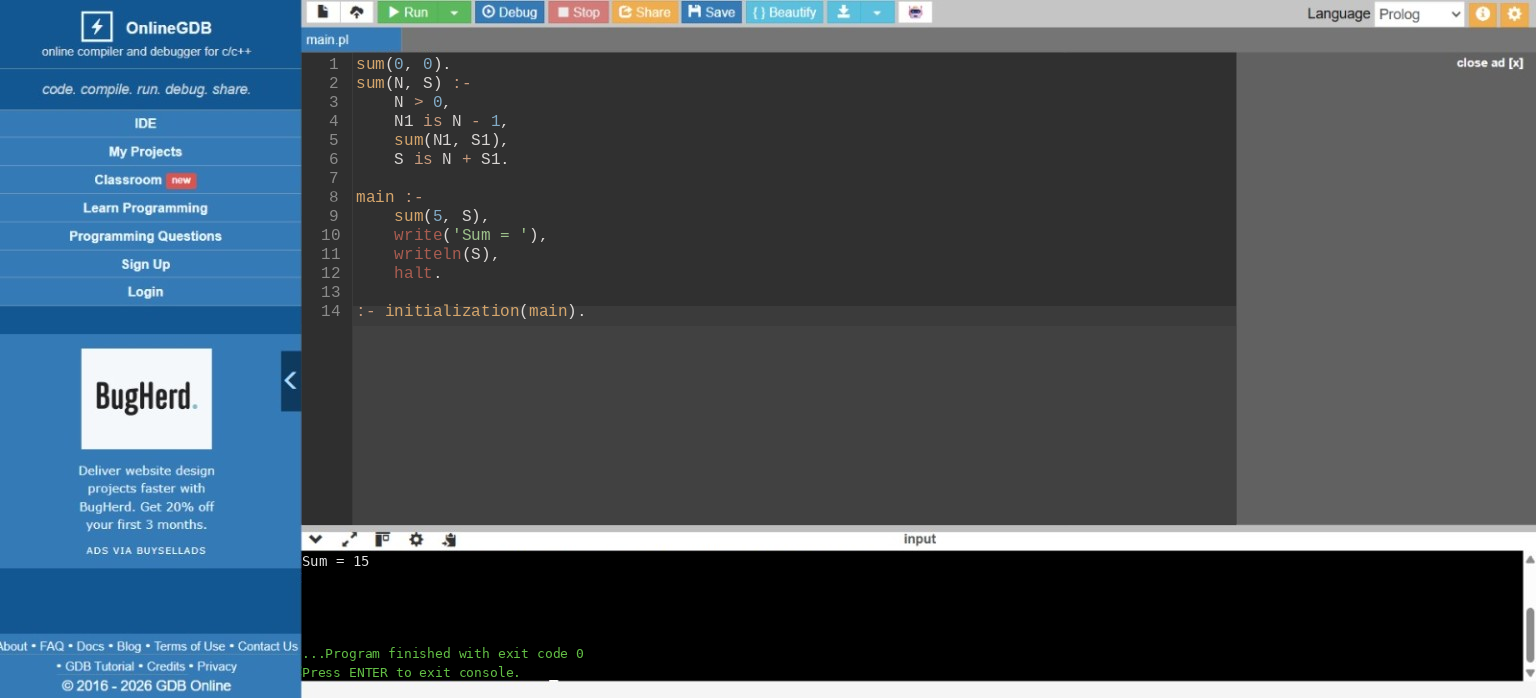 OnlineGDB
online compiler and debugger for c/c++
code. compile. run. debug. share.
IDE
My Projects
Classroom new
Learn Programming
Programming Questions
Sign Up
Login
BugHerd.
Deliver website design
projects faster with
BugHerd. Get 20% off
your first 3 months.
ADS VIA BUYSELLADS
About • FAQ • Docs • Blog • Terms of Use • Contact Us
• GDB Tutorial • Credits • Privacy
© 2016 - 2026 GDB Online
Run Debug Stop Share Save { } Beautify Language Prolog
main.pl
close ad [x]
1 sum(0, 0).
2 sum(N, S) :-
3     N > 0,
4     N1 is N - 1,
5     sum(N1, S1),
6     S is N + S1.
7
8 main :-
9     sum(5, S),
10     write('Sum = '),
11     writeln(S),
12     halt.
13
14 :- initialization(main).
input
Sum = 15
...Program finished with exit code 0
Press ENTER to exit console.